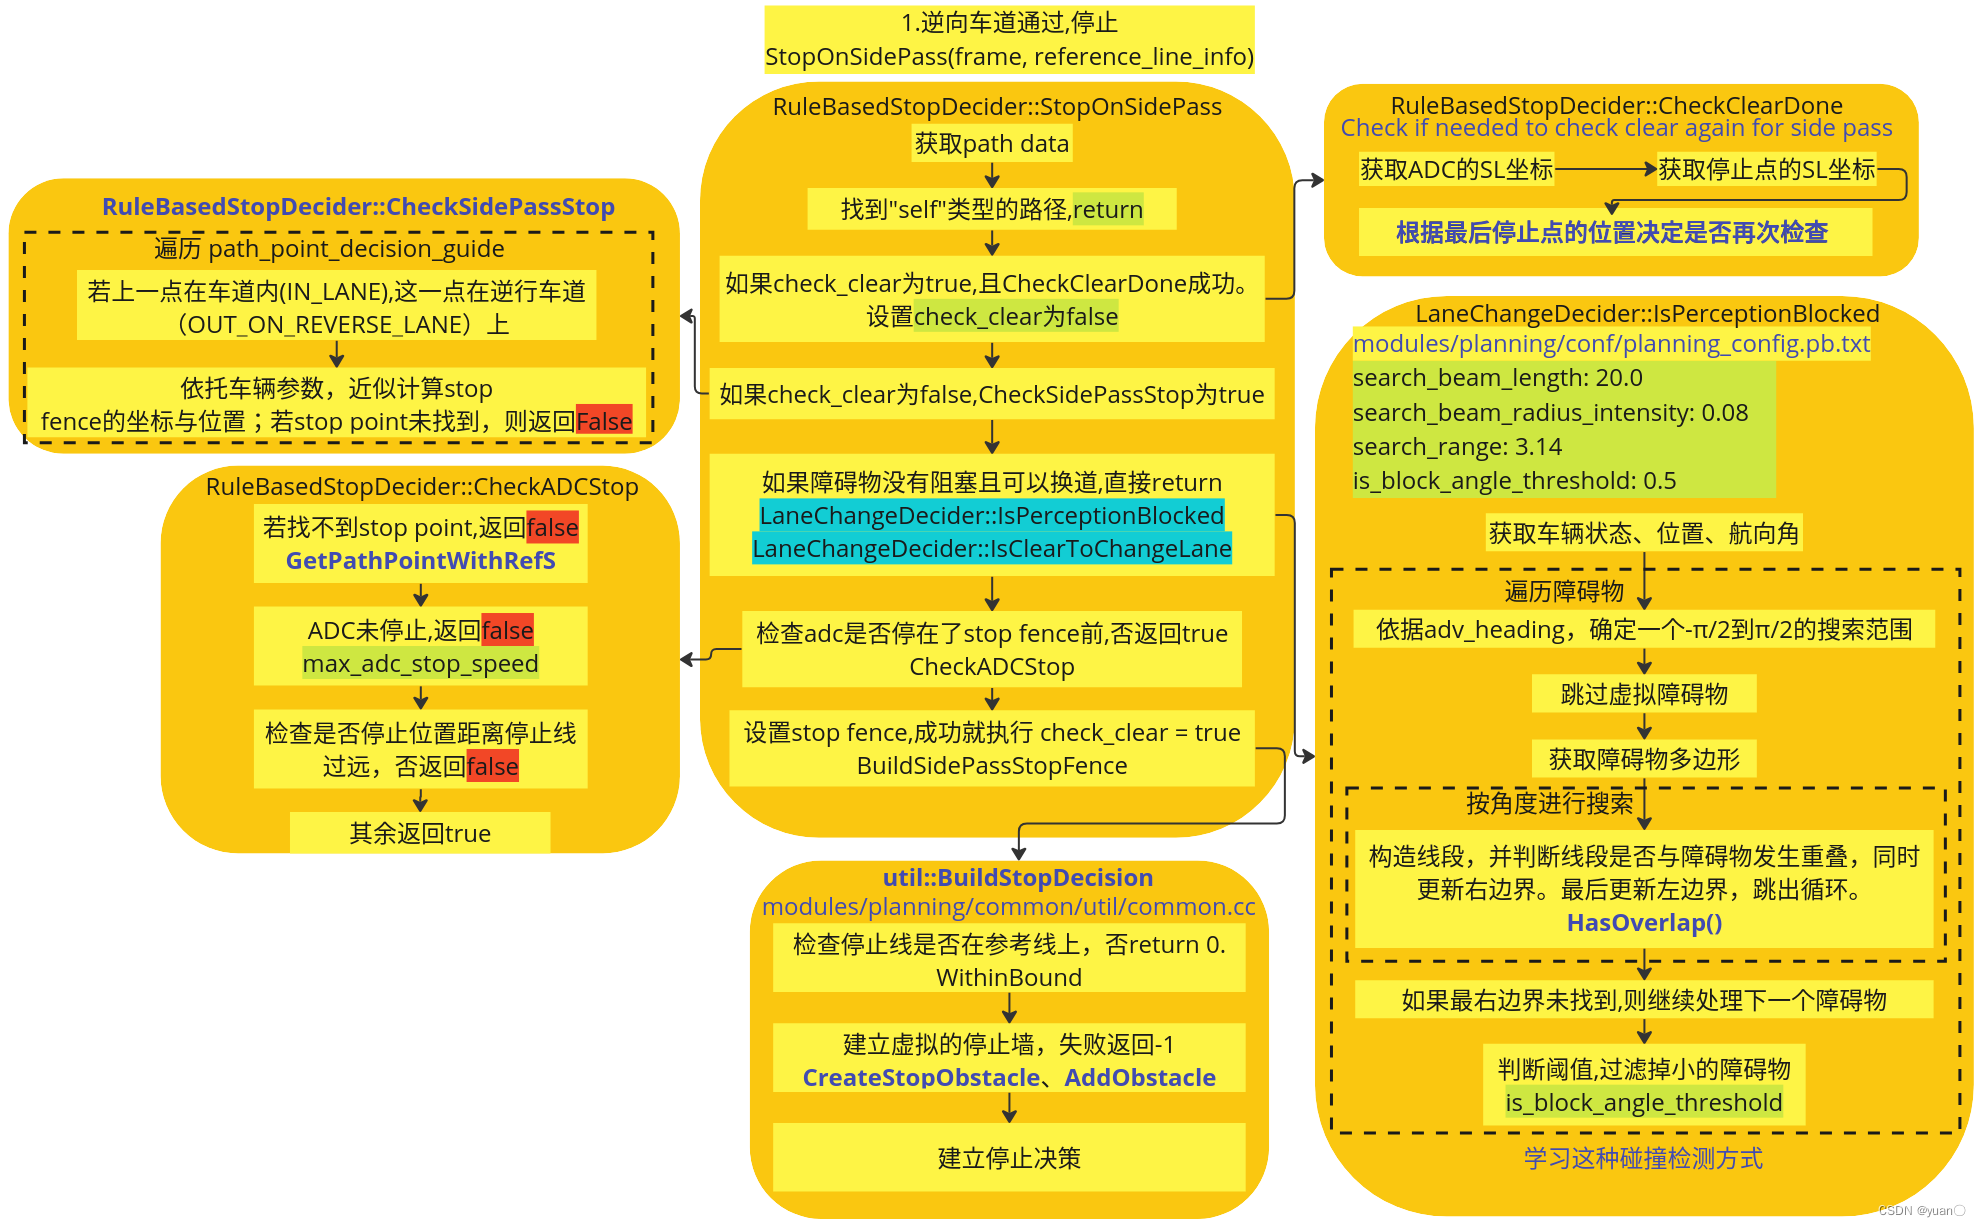 1.逆向车道通过,停止
StopOnSidePass(frame, reference_line_info)
RuleBasedStopDecider::StopOnSidePass
获取path data
找到"self"类型的路径,return
如果check_clear为true,且CheckClearDone成功。
设置check_clear为false
如果check_clear为false,CheckSidePassStop为true
如果障碍物没有阻塞且可以换道,直接return
LaneChangeDecider::IsPerceptionBlocked
LaneChangeDecider::IsClearToChangeLane
检查adc是否停在了stop fence前,否返回true
CheckADCStop
设置stop fence,成功就执行 check_clear = true
BuildSidePassStopFence
RuleBasedStopDecider::CheckSidePassStop
遍历 path_point_decision_guide
若上一点在车道内(IN_LANE),这一点在逆行车道
（OUT_ON_REVERSE_LANE）上
依托车辆参数，近似计算stop
fence的坐标与位置；若stop point未找到，则返回False
RuleBasedStopDecider::CheckADCStop
若找不到stop point,返回false
GetPathPointWithRefS
ADC未停止,返回false
max_adc_stop_speed
检查是否停止位置距离停止线
过远，否返回false
其余返回true
util::BuildStopDecision
modules/planning/common/util/common.cc
检查停止线是否在参考线上，否return 0.
WithinBound
建立虚拟的停止墙，失败返回-1
CreateStopObstacle、AddObstacle
建立停止决策
RuleBasedStopDecider::CheckClearDone
Check if needed to check clear again for side pass
获取ADC的SL坐标
获取停止点的SL坐标
根据最后停止点的位置决定是否再次检查
LaneChangeDecider::IsPerceptionBlocked
modules/planning/conf/planning_config.pb.txt
search_beam_length: 20.0
search_beam_radius_intensity: 0.08
search_range: 3.14
is_block_angle_threshold: 0.5
获取车辆状态、位置、航向角
遍历障碍物
依据adv_heading，确定一个-π/2到π/2的搜索范围
跳过虚拟障碍物
获取障碍物多边形
按角度进行搜索
构造线段，并判断线段是否与障碍物发生重叠，同时
更新右边界。最后更新左边界，跳出循环。
HasOverlap()
如果最右边界未找到,则继续处理下一个障碍物
判断阈值,过滤掉小的障碍物
is_block_angle_threshold
学习这种碰撞检测方式
CSDN @yuan〇